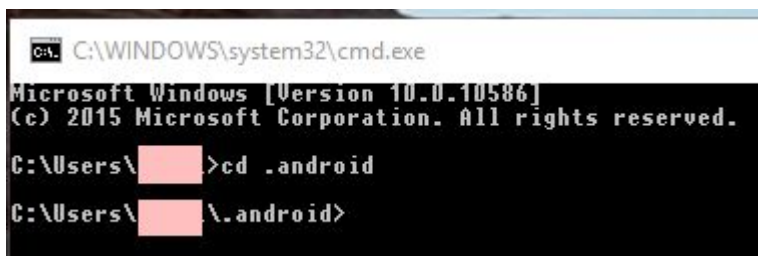 C:\WINDOWS\system32\cmd.exe
Microsoft Windows [Version 10.0.10586]
(c) 2015 Microsoft Corporation. All rights reserved.
C:\Users\ >cd .android
C:\Users\ \.android>